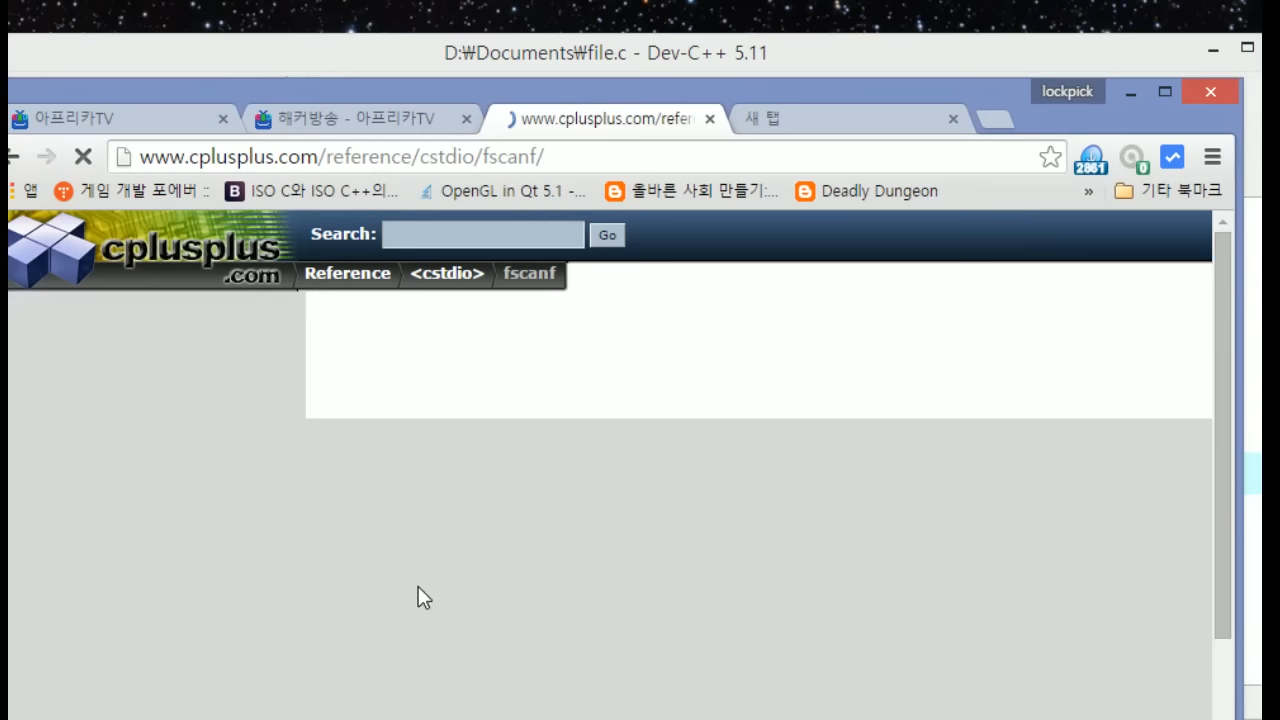 D:₩Documents₩file.c - Dev-C++ 5.11
lockpick
아프리카TV
해커방송 - 아프리카TV
www.cplusplus.com/refer
새 탭
www.cplusplus.com/reference/cstdio/fscanf/
2861
0
앱
게임 개발 포에버 ::
B
ISO C와 ISO C++의...
OpenGL in Qt 5.1 -...
올바른 사회 만들기:...
Deadly Dungeon
»
기타 북마크
cplusplus
.com
Search:
Go
Reference
<cstdio>
fscanf